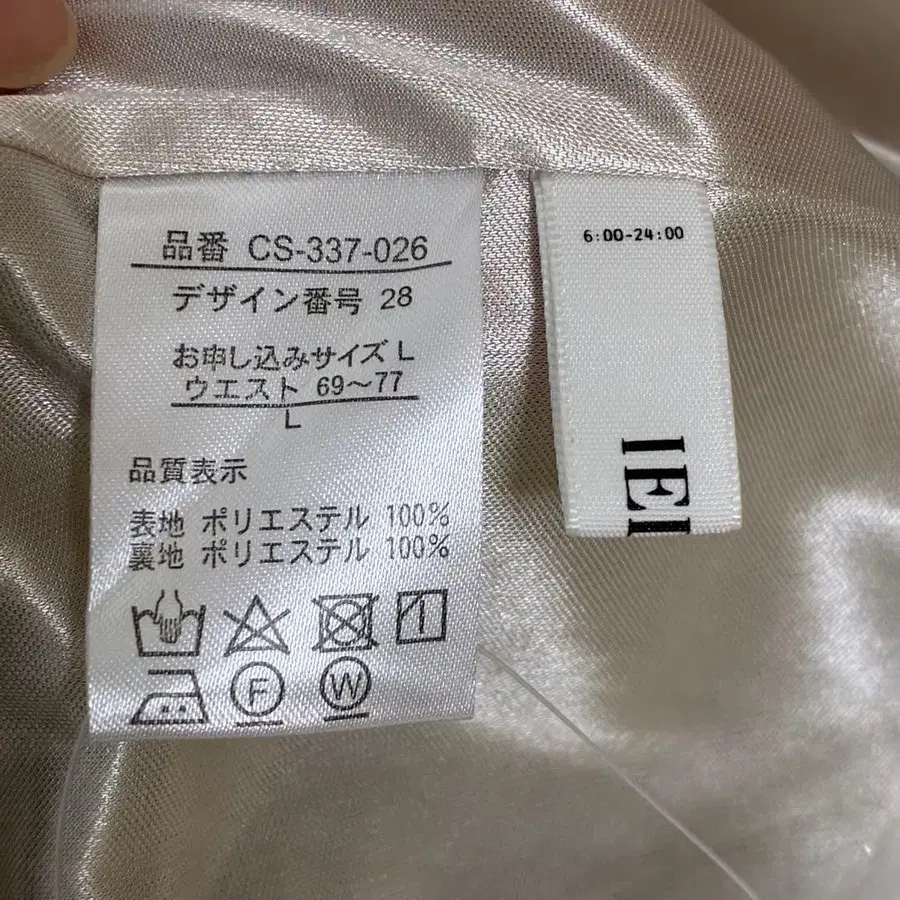 品番 CS-337-026
デザイン番号 28
お申し込みサイズ L
ウエスト 69～77
L
品質表示
表地 ポリエステル 100%
裏地 ポリエステル 100%
F W
6:00-24:00
IEI